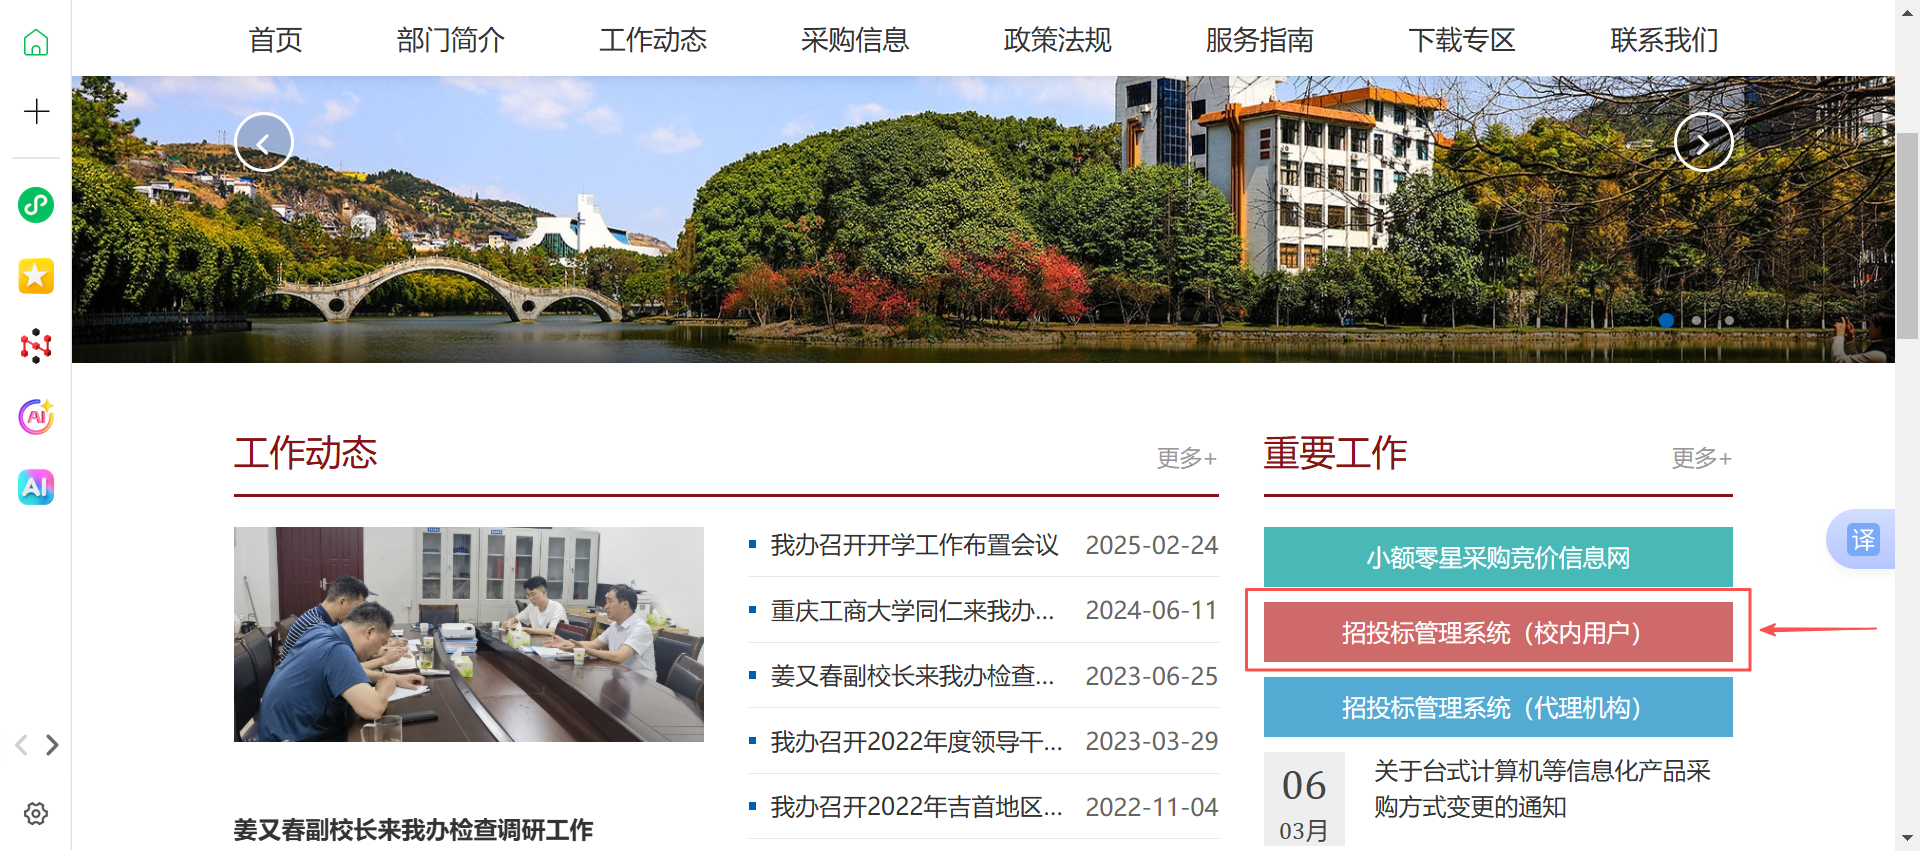 首页 部门简介 工作动态 采购信息 政策法规 服务指南 下载专区 联系我们
工作动态 更多+
我办召开开学工作布置会议 2025-02-24
重庆工商大学同仁来我办... 2024-06-11
姜又春副校长来我办检查... 2023-06-25
我办召开2022年度领导干... 2023-03-29
我办召开2022年吉首地区... 2022-11-04
姜又春副校长来我办检查调研工作
重要工作 更多+
小额零星采购竞价信息网
招投标管理系统（校内用户）
招投标管理系统（代理机构）
06
03月
关于台式计算机等信息化产品采
购方式变更的通知
译
AI
AI